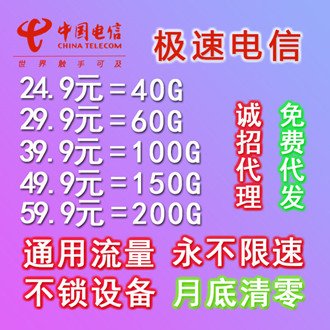 中国电信
CHINA TELECOM
世界触手可及
极速电信
24.9元=40G
29.9元=60G
39.9元=100G
49.9元=150G
59.9元=200G
诚招代理
免费代发
通用流量 永不限速
不锁设备 月底清零